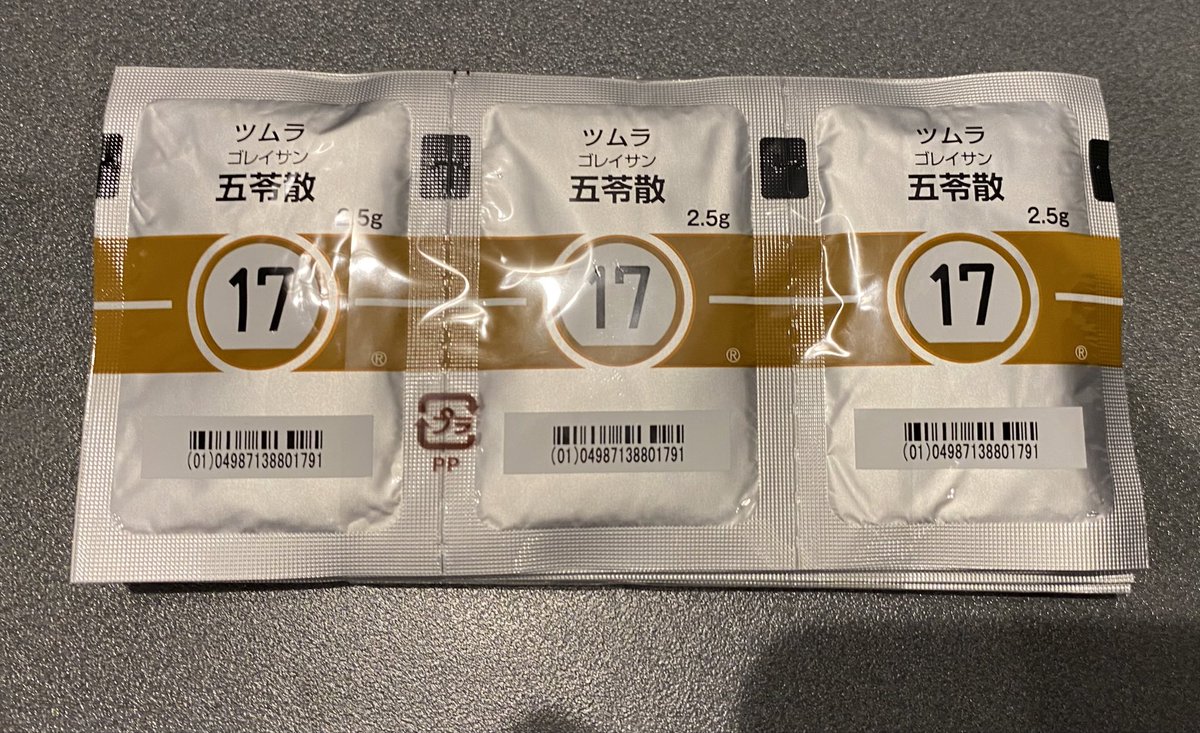 ツムラ
ゴレイサン
五苓散
2.5g
17
®
(01)04987138801791
プラ
PP
ツムラ
ゴレイサン
五苓散
2.5g
17
®
(01)04987138801791
ツムラ
ゴレイサン
五苓散
2.5g
17
®
(01)04987138801791